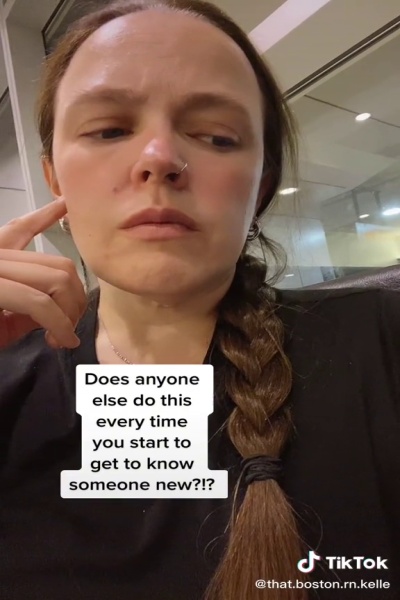 Does anyone
else do this
every time
you start to
get to know
someone new?!?
TikTok
@that.boston.rn.kelle